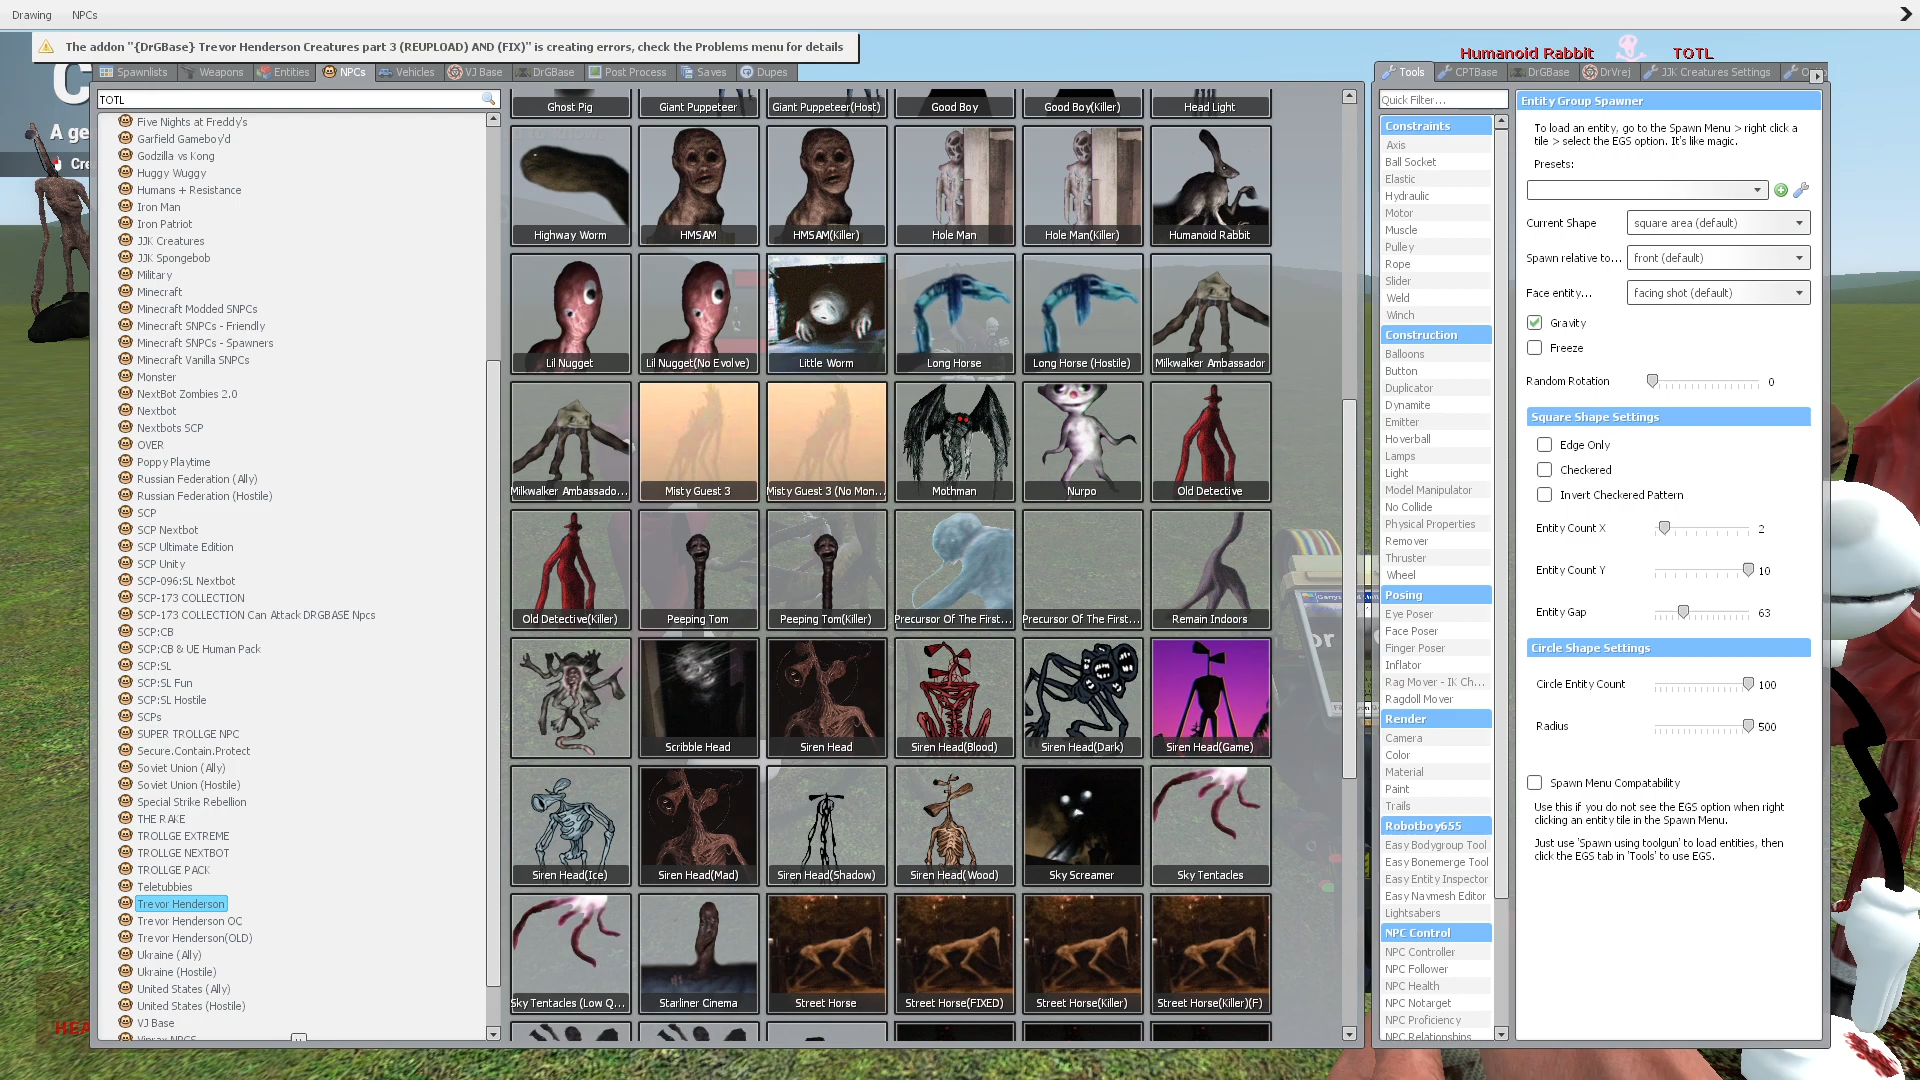 Drawing NPCs
The addon "{DrGBase} Trevor Henderson Creatures part 3 (REUPLOAD) AND (FIX)" is creating errors, check the Problems menu for details
Humanoid Rabbit TOTL
Spawnlists Weapons Entities NPCs Vehicles VJ Base DrGBase Post Process Saves Dupes
TOTL
Five Nights at Freddy's
Garfield Gameboy'd
Godzilla vs Kong
Huggy Wuggy
Humans + Resistance
Iron Man
Iron Patriot
JJK Creatures
JJK Spongebob
Military
Minecraft
Minecraft Modded SNPCs
Minecraft SNPCs - Friendly
Minecraft SNPCs - Spawners
Minecraft Vanilla SNPCs
Monster
NextBot Zombies 2.0
Nextbot
Nextbots SCP
OVER
Poppy Playtime
Russian Federation (Ally)
Russian Federation (Hostile)
SCP
SCP Nextbot
SCP Ultimate Edition
SCP Unity
SCP-096:SL Nextbot
SCP-173 COLLECTION
SCP-173 COLLECTION Can Attack DRGBASE Npcs
SCP:CB
SCP:CB & UE Human Pack
SCP:SL
SCP:SL Fun
SCP:SL Hostile
SCPs
SUPER TROLLGE NPC
Secure.Contain.Protect
Soviet Union (Ally)
Soviet Union (Hostile)
Special Strike Rebellion
THE RAKE
TROLLGE EXTREME
TROLLGE NEXTBOT
TROLLGE PACK
Teletubbies
Trevor Henderson
Trevor Henderson OC
Trevor Henderson(OLD)
Ukraine (Ally)
Ukraine (Hostile)
United States (Ally)
United States (Hostile)
VJ Base
Ghost Pig Giant Puppeteer Giant Puppeteer(Host) Good Boy Good Boy(Killer) Head Light
Highway Worm HMSAM HMSAM(Killer) Hole Man Hole Man(Killer) Humanoid Rabbit
Lil Nugget Lil Nugget(No Evolve) Little Worm Long Horse Long Horse (Hostile) Milkwalker Ambassador
Milkwalker Ambassado... Misty Guest 3 Misty Guest 3 (No Mon... Mothman Nurpo Old Detective
Old Detective(Killer) Peeping Tom Peeping Tom(Killer) Precursor Of The First... Precursor Of The First... Remain Indoors
Scribble Head Siren Head Siren Head(Blood) Siren Head(Dark) Siren Head(Game)
Siren Head(Ice) Siren Head(Mad) Siren Head(Shadow) Siren Head(Wood) Sky Screamer Sky Tentacles
Sky Tentacles (Low Q... Starliner Cinema Street Horse Street Horse(FIXED) Street Horse(Killer) Street Horse(Killer)(F)
Tools CPTBase DrGBase DrVrej JJK Creatures Settings
Quick Filter...
Constraints
Axis
Ball Socket
Elastic
Hydraulic
Motor
Muscle
Pulley
Rope
Slider
Weld
Winch
Construction
Balloons
Button
Duplicator
Dynamite
Emitter
Hoverball
Lamps
Light
Model Manipulator
No Collide
Physical Properties
Remover
Thruster
Wheel
Posing
Eye Poser
Face Poser
Finger Poser
Inflator
Rag Mover - IK Ch...
Ragdoll Mover
Render
Camera
Color
Material
Paint
Trails
Robotboy655
Easy Bodygroup Tool
Easy Bonemerge Tool
Easy Entity Inspector
Easy Navmesh Editor
Lightsabers
NPC Control
NPC Controller
NPC Follower
NPC Health
NPC Notarget
NPC Proficiency
NPC Relationships
Entity Group Spawner
To load an entity, go to the Spawn Menu > right click a
tile > select the EGS option. It's like magic.
Presets:
Current Shape square area (default)
Spawn relative to... front (default)
Face entity... facing shot (default)
Gravity
Freeze
Random Rotation 0
Square Shape Settings
Edge Only
Checkered
Invert Checkered Pattern
Entity Count X 2
Entity Count Y 10
Entity Gap 63
Circle Shape Settings
Circle Entity Count 100
Radius 500
Spawn Menu Compatability
Use this if you do not see the EGS option when right
clicking an entity tile in the Spawn Menu.
Just use 'Spawn using toolgun' to load entities, then
click the EGS tab in 'Tools' to use EGS.